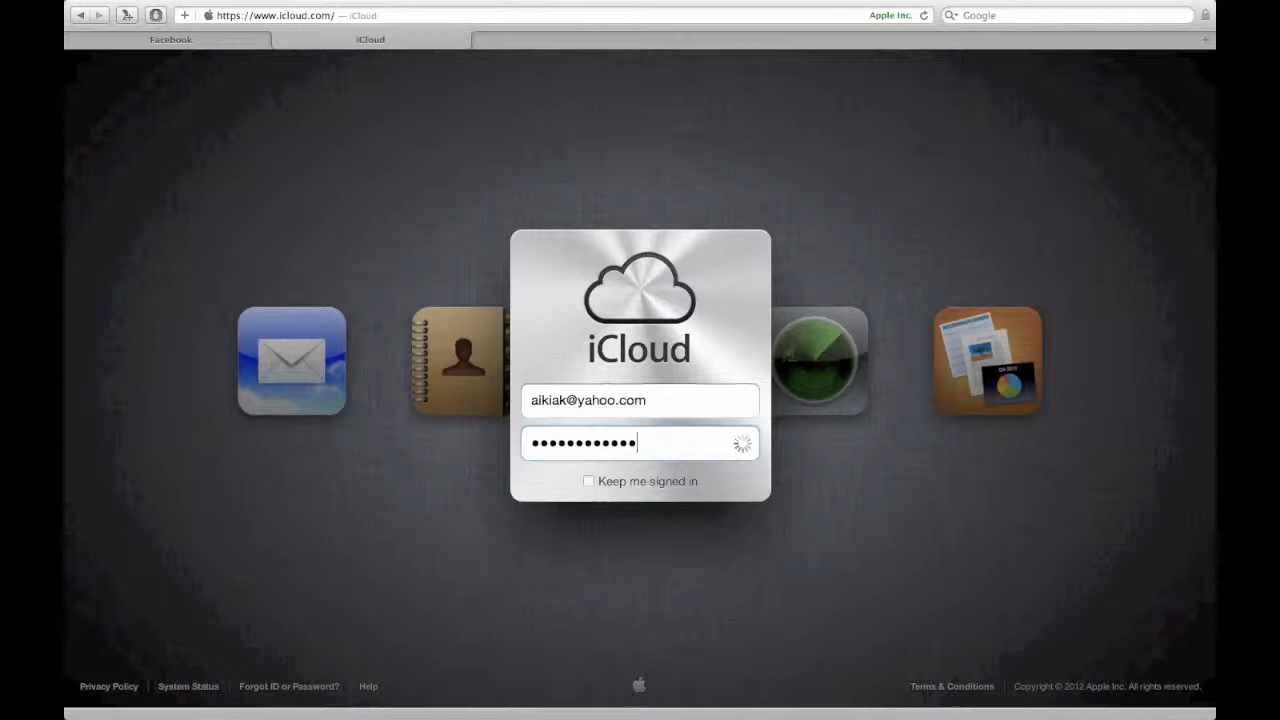 https://www.icloud.com/ — iCloud
Apple Inc.
Google
Facebook
iCloud
iCloud
aikiak@yahoo.com
Keep me signed in
Privacy Policy
System Status
Forgot ID or Password?
Help
Terms & Conditions
Copyright © 2012 Apple Inc. All rights reserved.